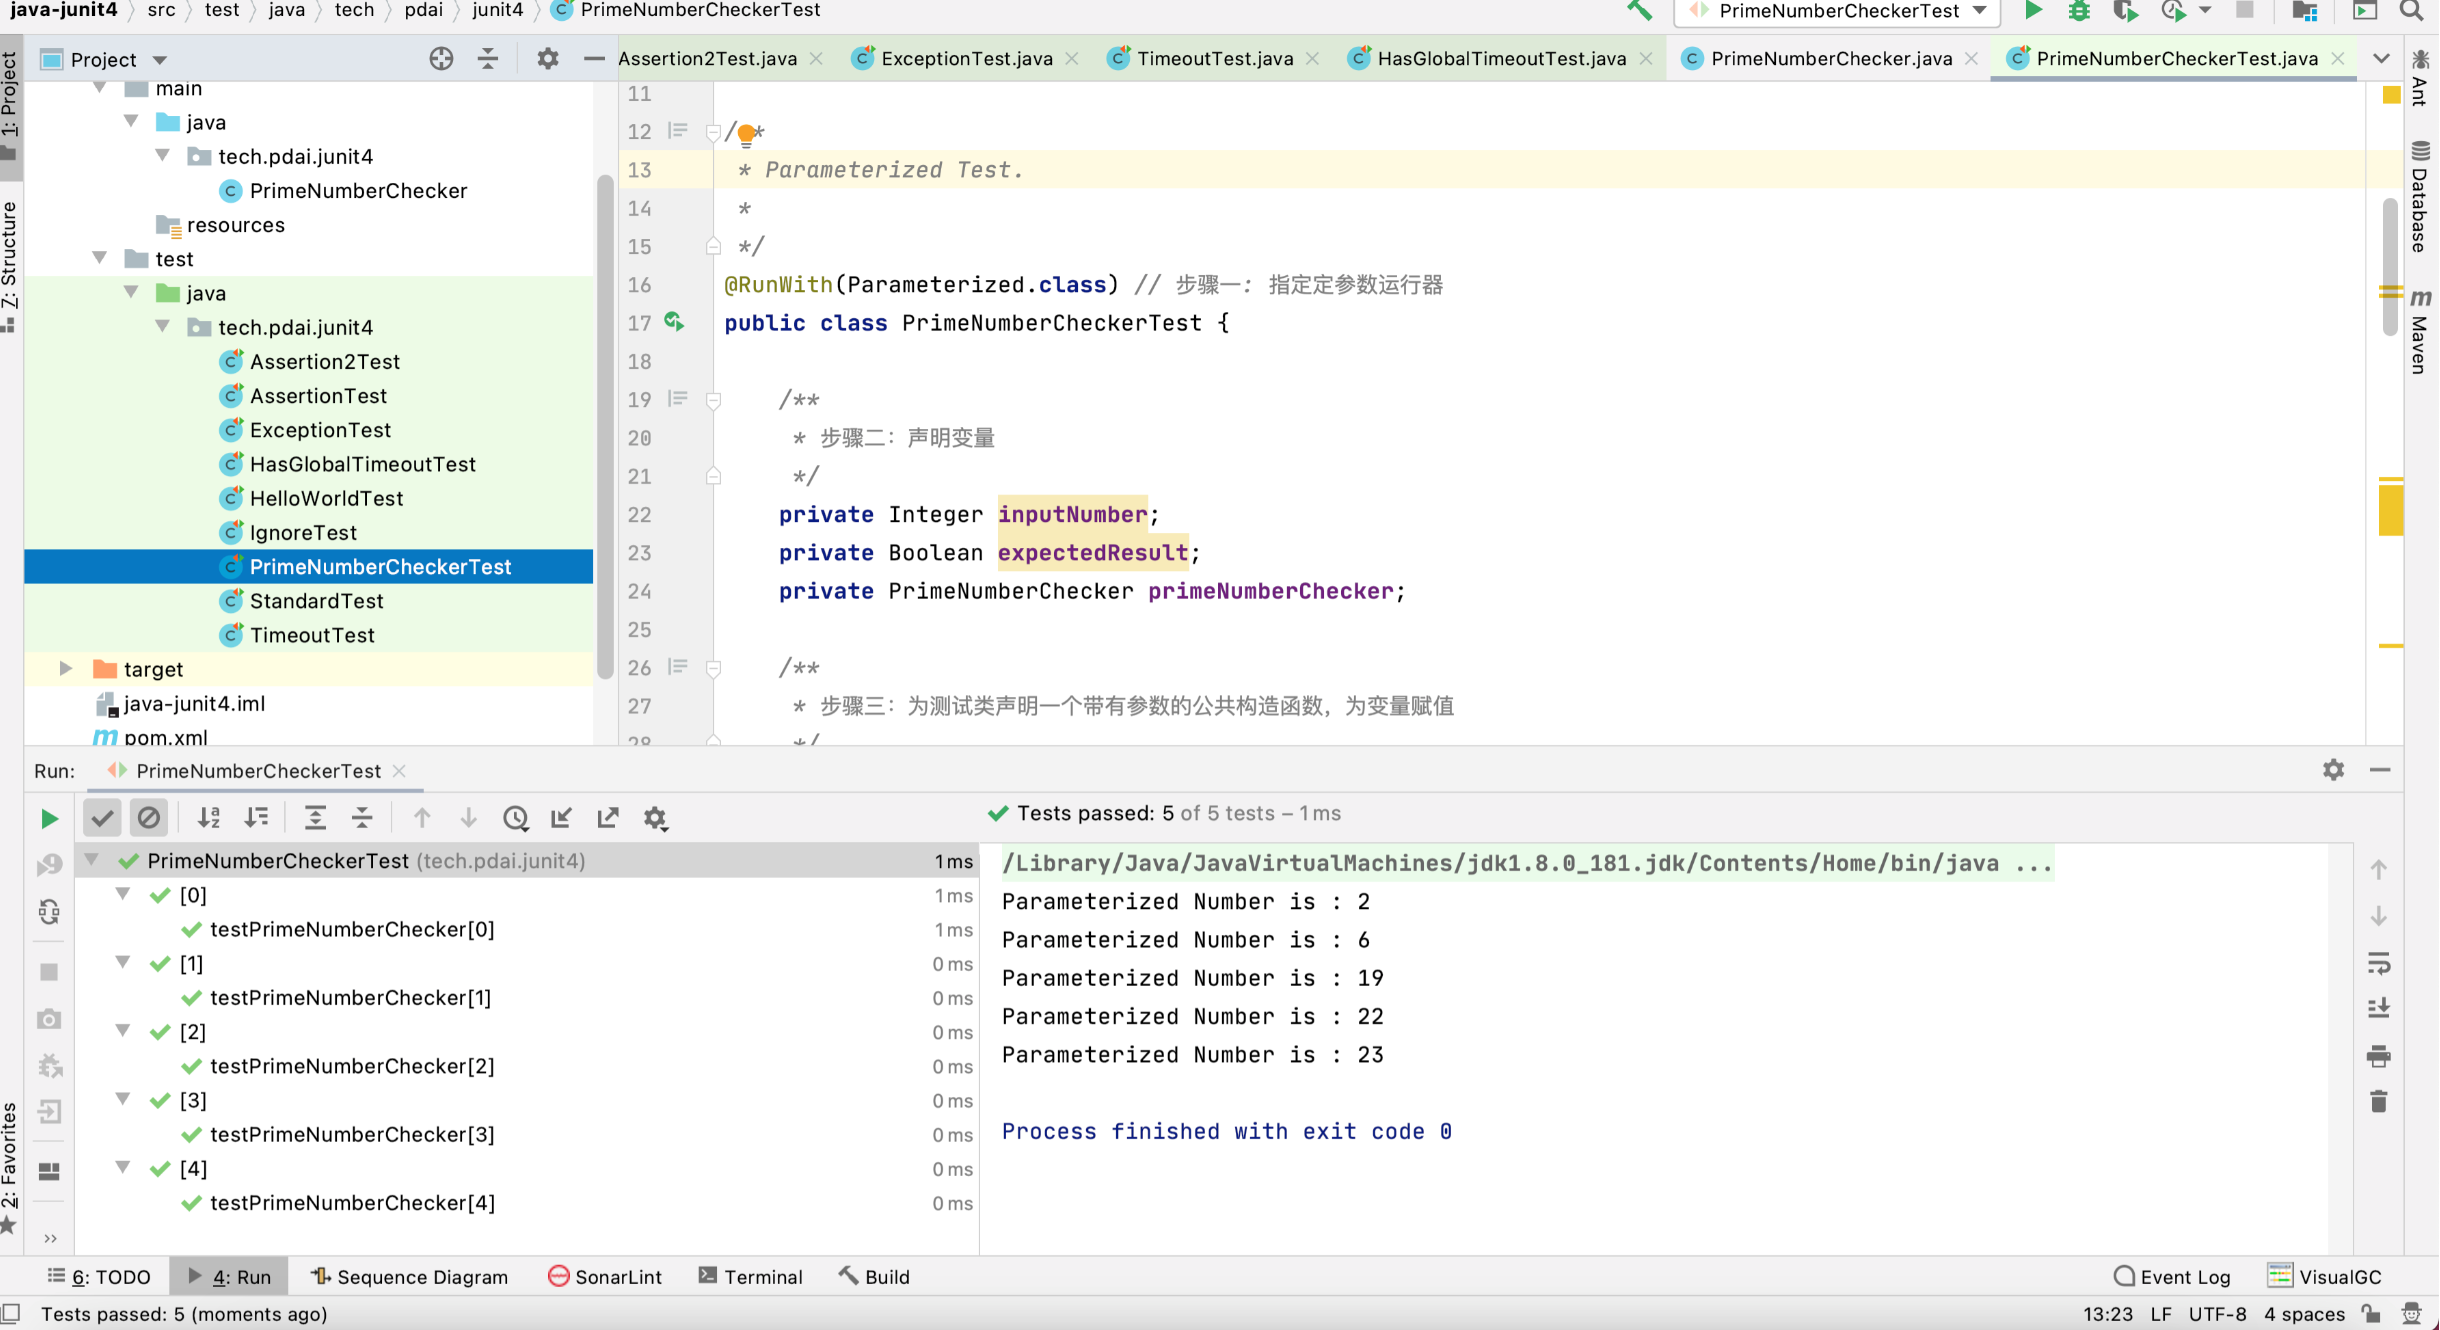 java-junit4 src test java tech pdai junit4 PrimeNumberCheckerTest
PrimeNumberCheckerTest
Project
Assertion2Test.java
ExceptionTest.java
TimeoutTest.java
HasGlobalTimeoutTest.java
PrimeNumberChecker.java
PrimeNumberCheckerTest.java
1: Project
Z: Structure
2: Favorites
main
java
tech.pdai.junit4
PrimeNumberChecker
resources
test
java
tech.pdai.junit4
Assertion2Test
AssertionTest
ExceptionTest
HasGlobalTimeoutTest
HelloWorldTest
IgnoreTest
PrimeNumberCheckerTest
StandardTest
TimeoutTest
target
java-junit4.iml
pom.xml
11
12 /**
13 * Parameterized Test.
14 *
15 */
16 @RunWith(Parameterized.class) // 步骤一: 指定定参数运行器
17 public class PrimeNumberCheckerTest {
18
19 /**
20 * 步骤二: 声明变量
21 */
22 private Integer inputNumber;
23 private Boolean expectedResult;
24 private PrimeNumberChecker primeNumberChecker;
25
26 /**
27 * 步骤三: 为测试类声明一个带有参数的公共构造函数，为变量赋值
28 */
Ant
Database
Maven
Run: PrimeNumberCheckerTest
Tests passed: 5 of 5 tests – 1 ms
PrimeNumberCheckerTest (tech.pdai.junit4) 1 ms
[0] 1 ms
testPrimeNumberChecker[0] 1 ms
[1] 0 ms
testPrimeNumberChecker[1] 0 ms
[2] 0 ms
testPrimeNumberChecker[2] 0 ms
[3] 0 ms
testPrimeNumberChecker[3] 0 ms
[4] 0 ms
testPrimeNumberChecker[4] 0 ms
/Library/Java/JavaVirtualMachines/jdk1.8.0_181.jdk/Contents/Home/bin/java ...
Parameterized Number is : 2
Parameterized Number is : 6
Parameterized Number is : 19
Parameterized Number is : 22
Parameterized Number is : 23
Process finished with exit code 0
6: TODO 4: Run Sequence Diagram SonarLint Terminal Build Event Log VisualGC
Tests passed: 5 (moments ago) 13:23 LF UTF-8 4 spaces